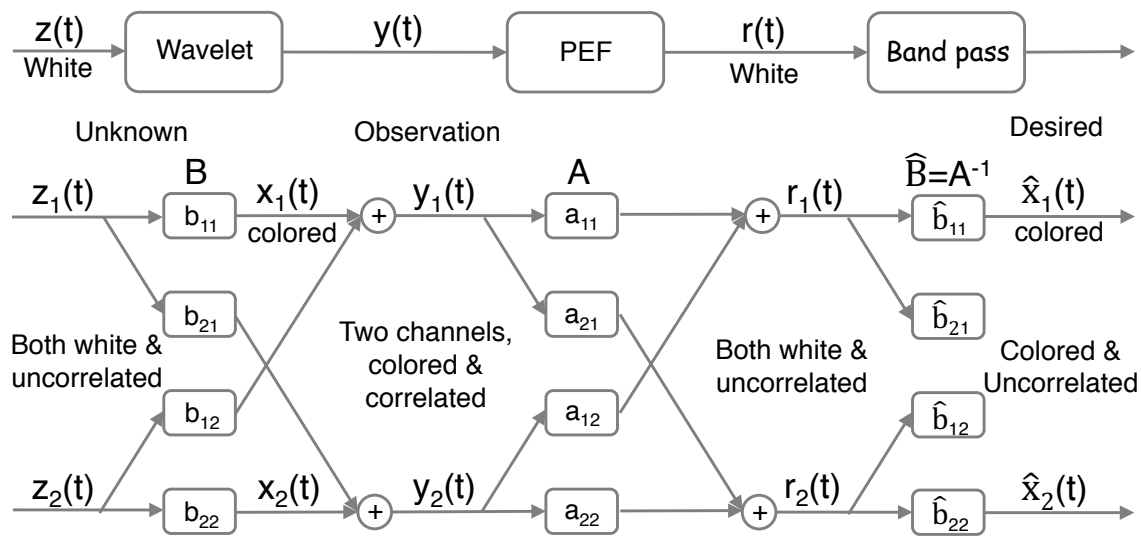 z(t)
White
Wavelet
y(t)
PEF
r(t)
White
Band pass
Unknown
Observation
Desired
B
A
B̂=A⁻¹
z₁(t)
b₁₁
x₁(t)
colored
+
y₁(t)
a₁₁
+
r₁(t)
b̂₁₁
x̂₁(t)
colored
b₂₁
a₂₁
b̂₂₁
Both white &
uncorrelated
Two channels,
colored &
correlated
Both white &
uncorrelated
Colored &
Uncorrelated
b₁₂
a₁₂
b̂₁₂
z₂(t)
b₂₂
x₂(t)
+
y₂(t)
a₂₂
+
r₂(t)
b̂₂₂
x̂₂(t)